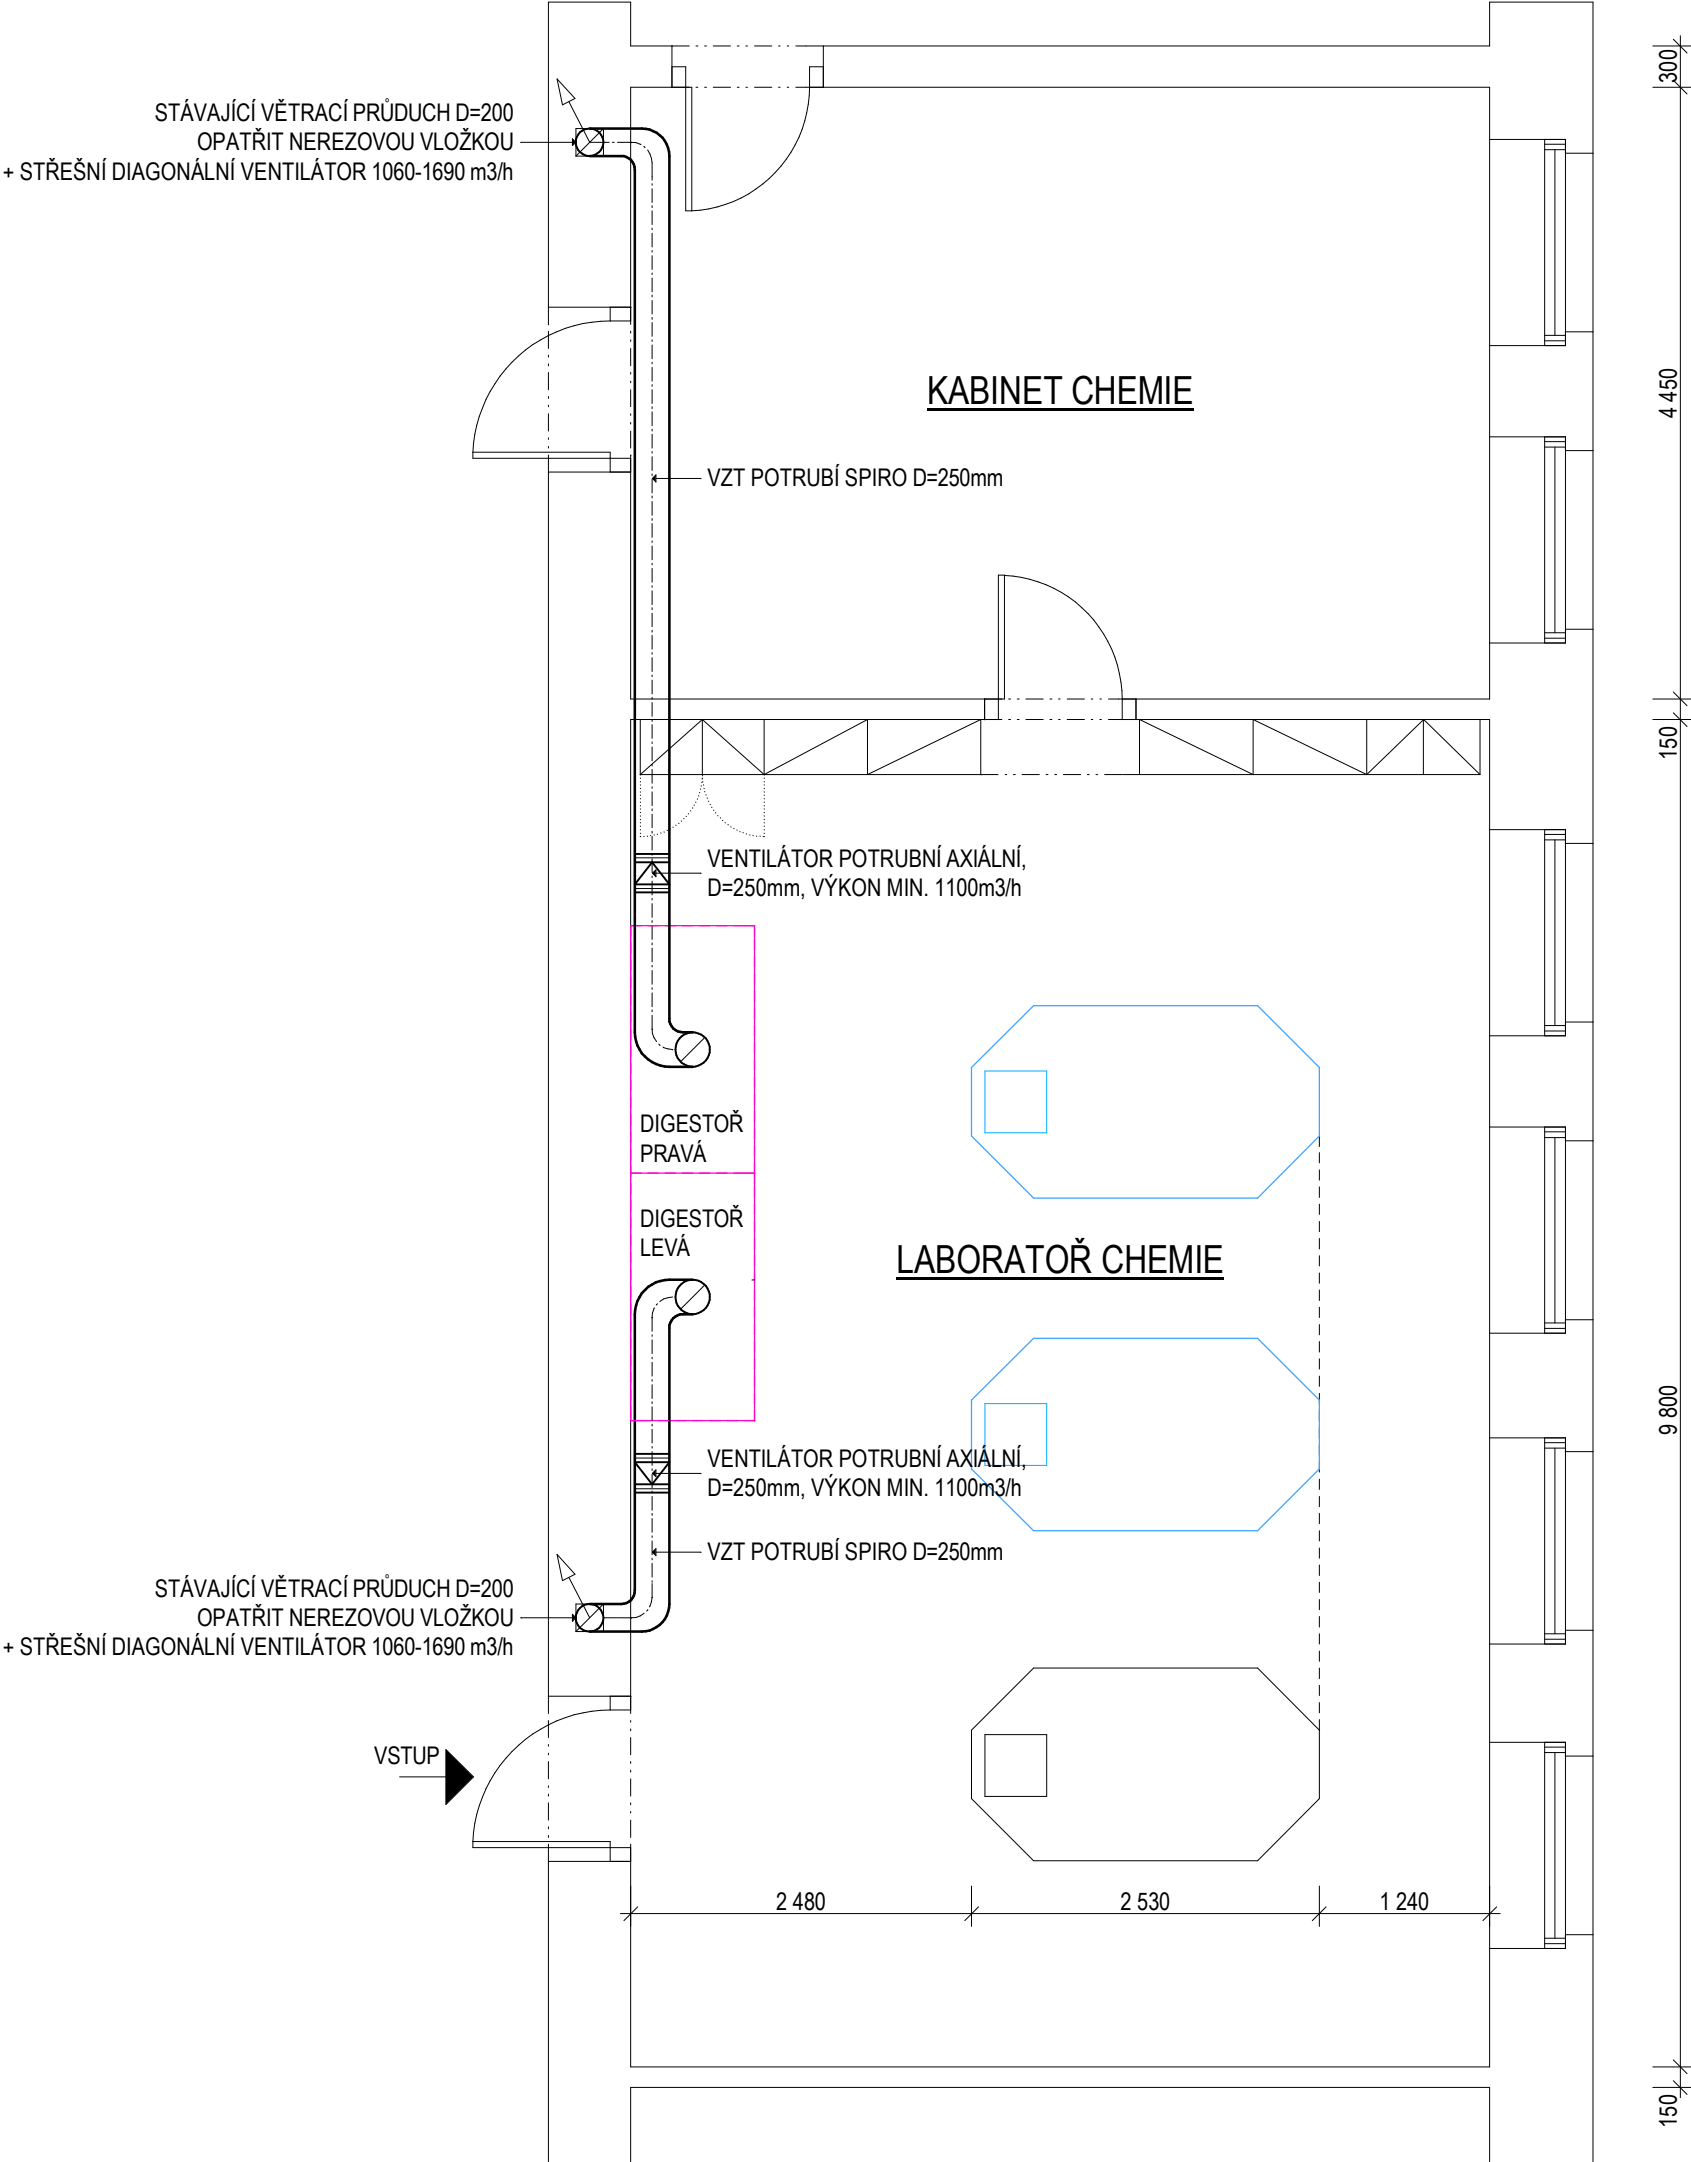 300
STÁVAJÍCÍ VĚTRACÍ PRŮDUCH D=200
OPATŘIT NEREZOVOU VLOŽKOU
+ STŘEŠNÍ DIAGONÁLNÍ VENTILÁTOR 1060-1690 m3/h
KABINET CHEMIE
4 450
VZT POTRUBÍ SPIRO D=250mm
150
VENTILÁTOR POTRUBNÍ AXIÁLNÍ,
D=250mm, VÝKON MIN. 1100m3/h
DIGESTOŘ
PRAVÁ
DIGESTOŘ
LEVÁ
LABORATOŘ CHEMIE
9 800
VENTILÁTOR POTRUBNÍ AXIÁLNÍ,
D=250mm, VÝKON MIN. 1100m3/h
VZT POTRUBÍ SPIRO D=250mm
STÁVAJÍCÍ VĚTRACÍ PRŮDUCH D=200
OPATŘIT NEREZOVOU VLOŽKOU
+ STŘEŠNÍ DIAGONÁLNÍ VENTILÁTOR 1060-1690 m3/h
VSTUP
2 480
2 530
1 240
150